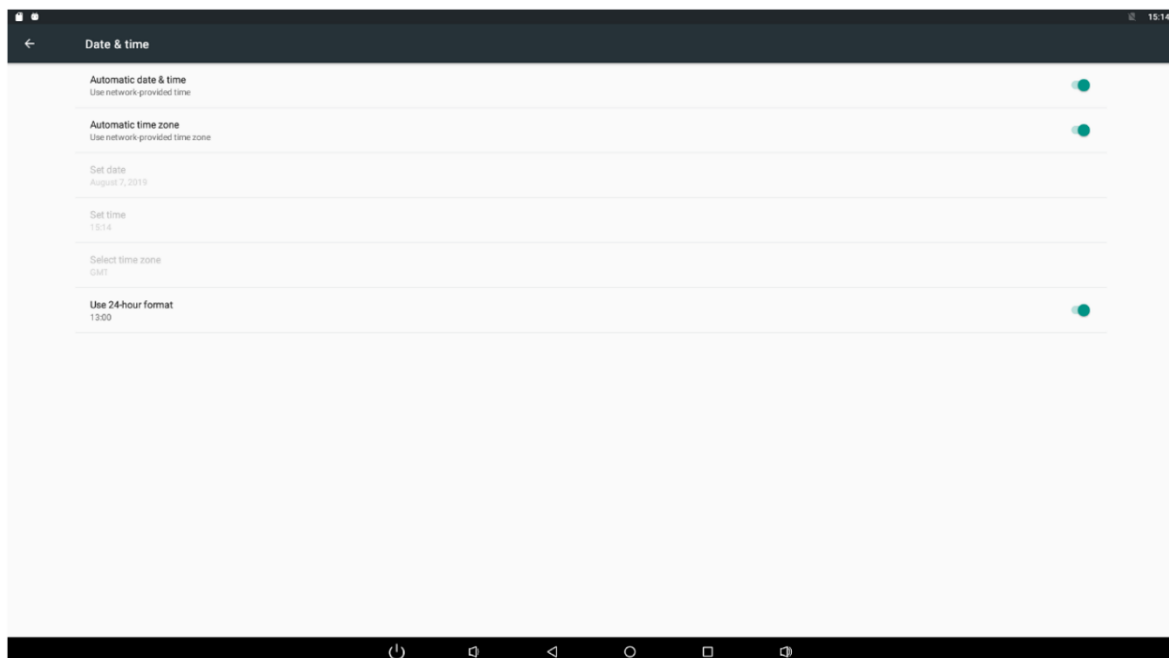 15:14
Date & time
Automatic date & time
Use network-provided time
Automatic time zone
Use network-provided time zone
Set date
August 7, 2019
Set time
15:14
Select time zone
GMT
Use 24-hour format
13:00